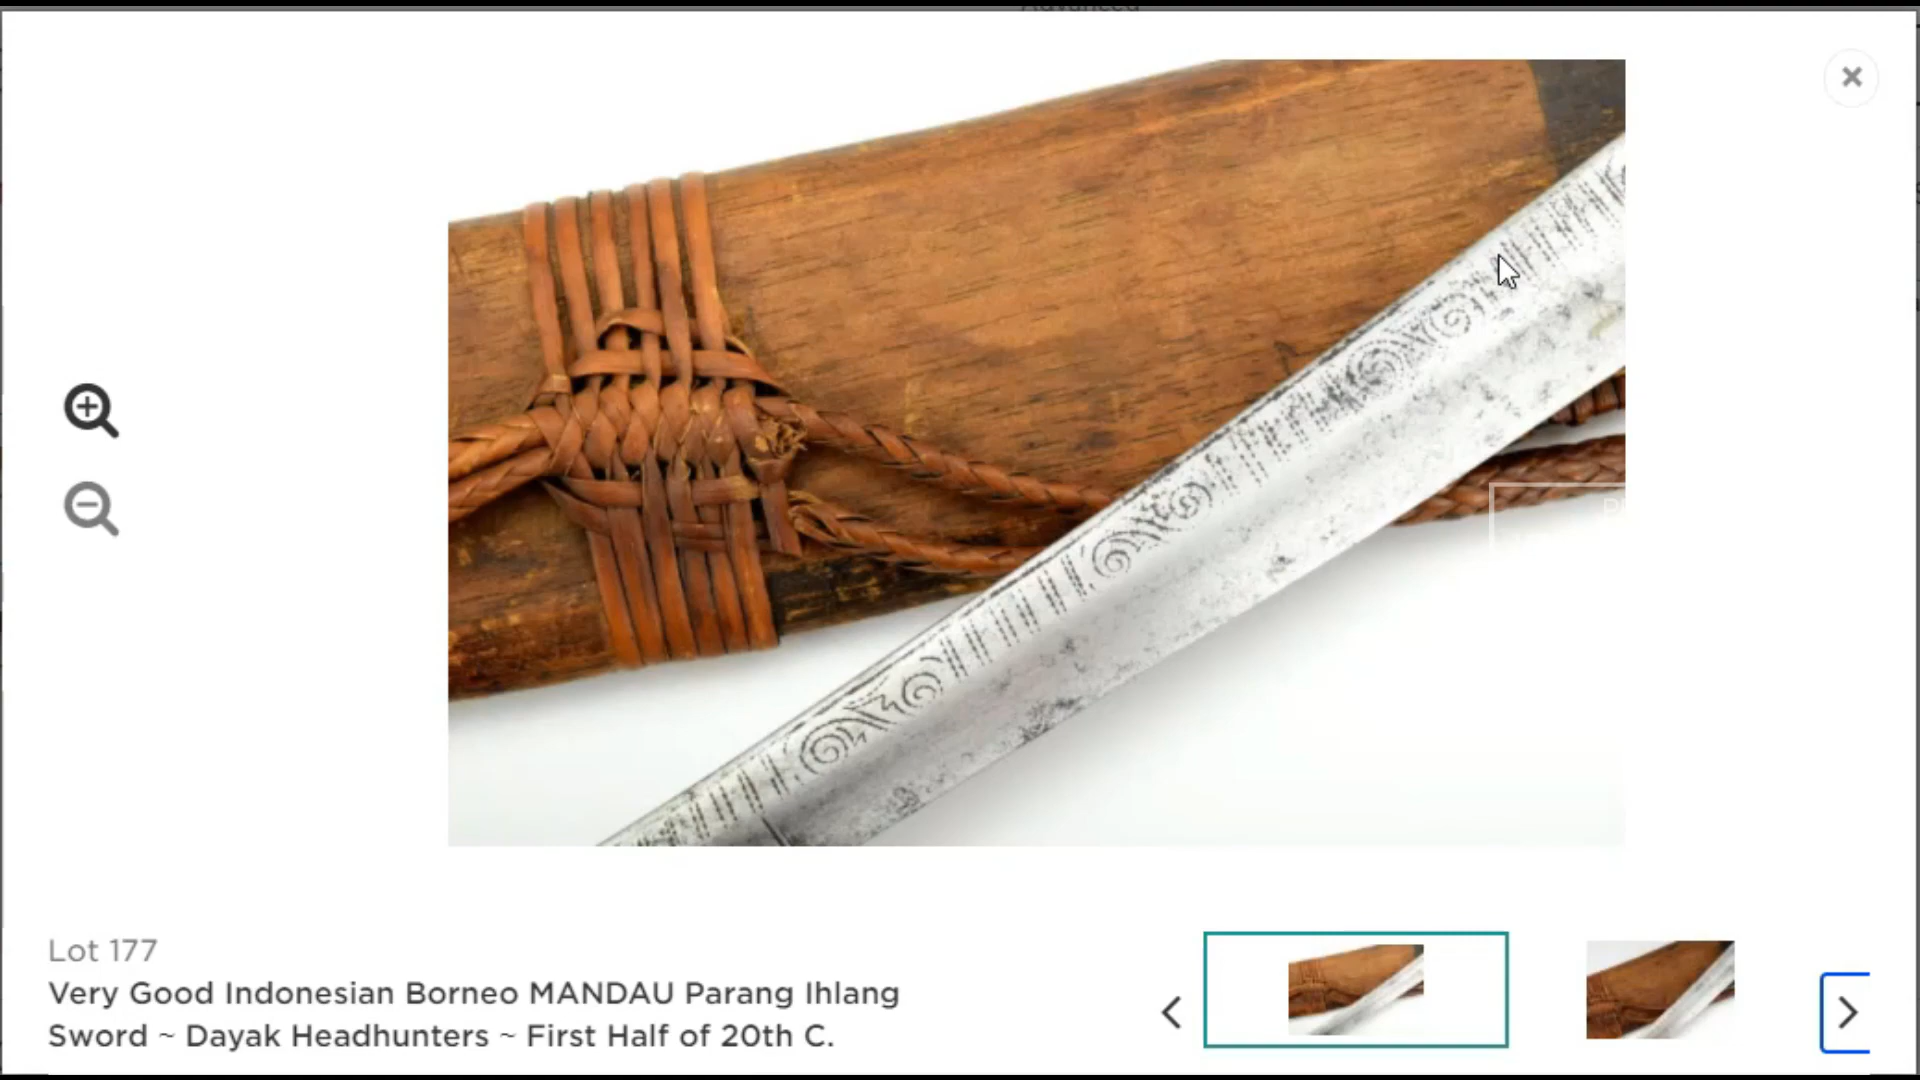 Lot 177
Very Good Indonesian Borneo MANDAU Parang Ihlang
Sword ~ Dayak Headhunters ~ First Half of 20th C.